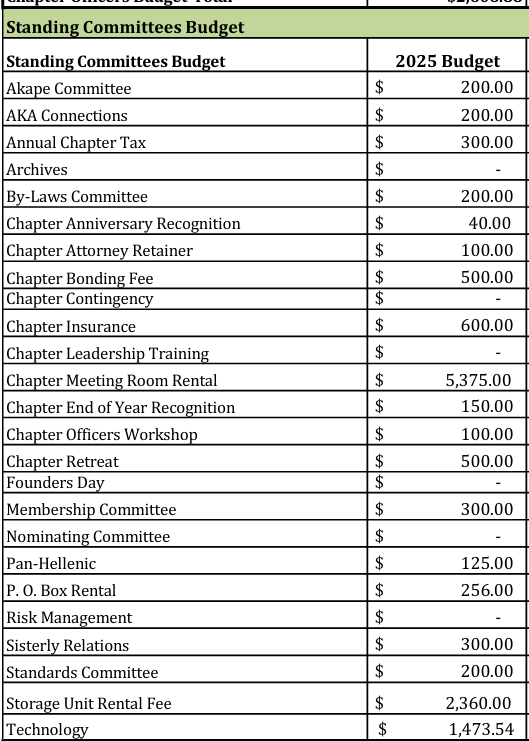 Standing Committees Budget
Standing Committees Budget 2025 Budget
Akape Committee $ 200.00
AKA Connections $ 200.00
Annual Chapter Tax $ 300.00
Archives $ -
By-Laws Committee $ 200.00
Chapter Anniversary Recognition $ 40.00
Chapter Attorney Retainer $ 100.00
Chapter Bonding Fee $ 500.00
Chapter Contingency $ -
Chapter Insurance $ 600.00
Chapter Leadership Training $ -
Chapter Meeting Room Rental $ 5,375.00
Chapter End of Year Recognition $ 150.00
Chapter Officers Workshop $ 100.00
Chapter Retreat $ 500.00
Founders Day $ -
Membership Committee $ 300.00
Nominating Committee $ -
Pan-Hellenic $ 125.00
P. O. Box Rental $ 256.00
Risk Management $ -
Sisterly Relations $ 300.00
Standards Committee $ 200.00
Storage Unit Rental Fee $ 2,360.00
Technology $ 1,473.54